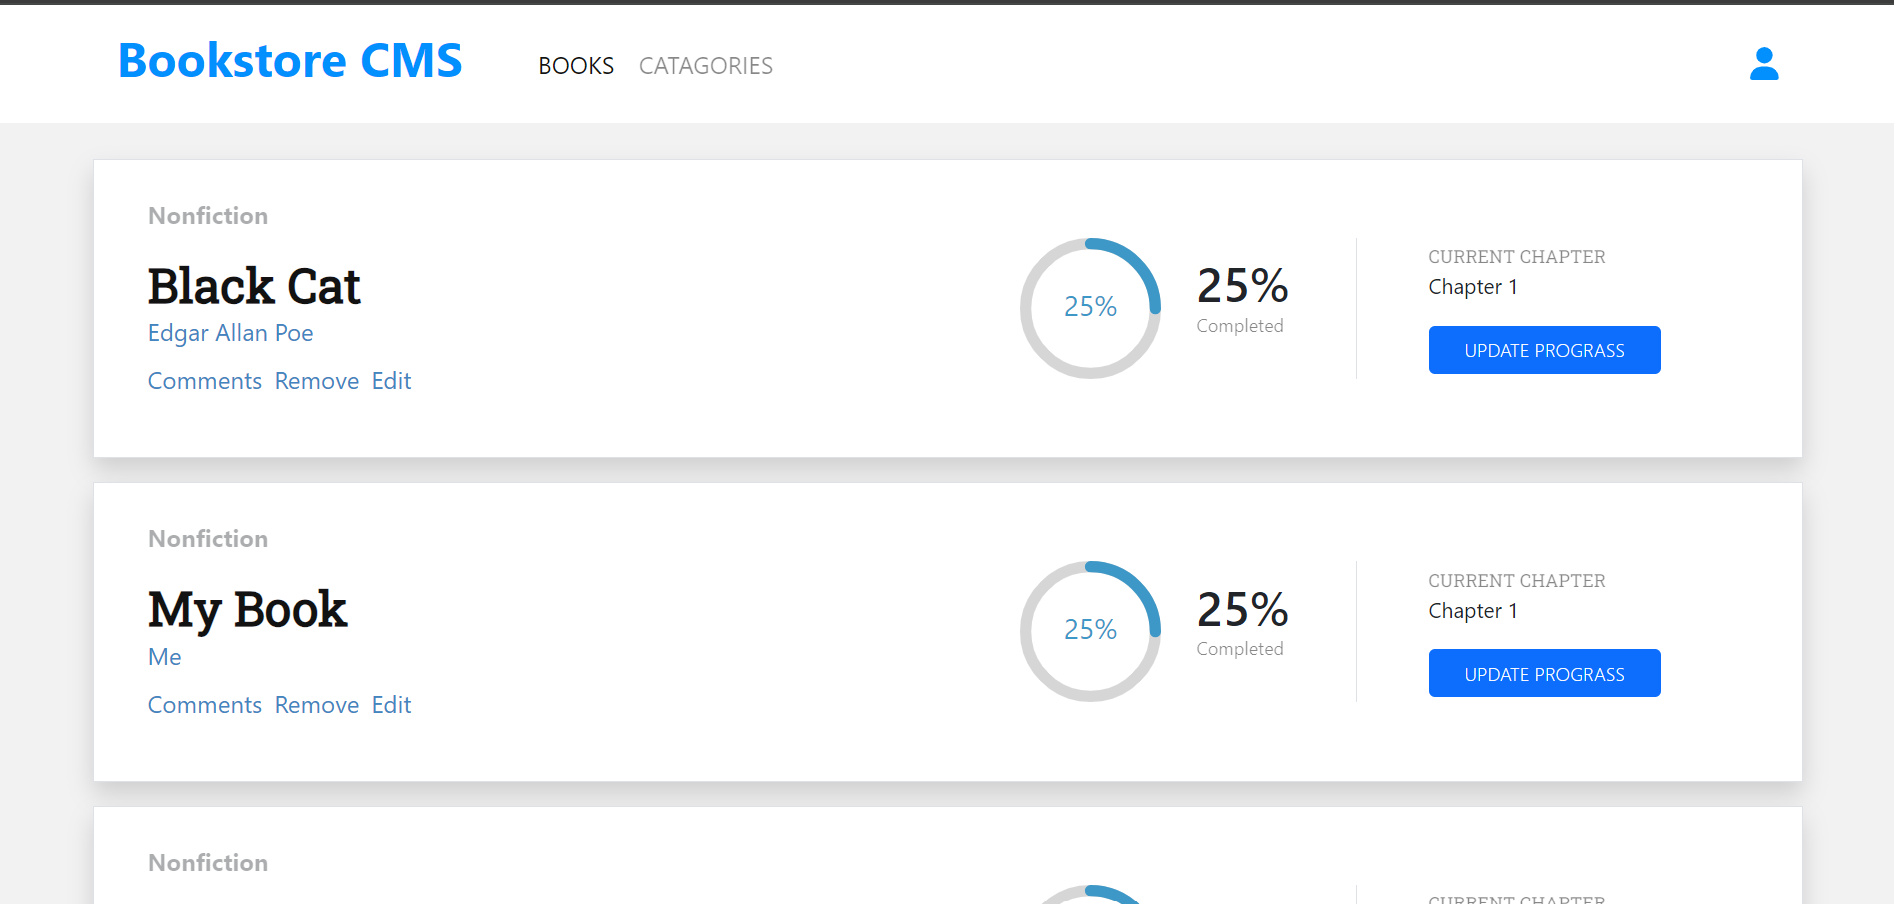 Bookstore CMS BOOKS CATAGORIES
Nonfiction
Black Cat
Edgar Allan Poe
Comments Remove Edit
25%
25%
Completed
CURRENT CHAPTER
Chapter 1
UPDATE PROGRASS
Nonfiction
My Book
Me
Comments Remove Edit
25%
25%
Completed
CURRENT CHAPTER
Chapter 1
UPDATE PROGRASS
Nonfiction
CURRENT CHAPTER